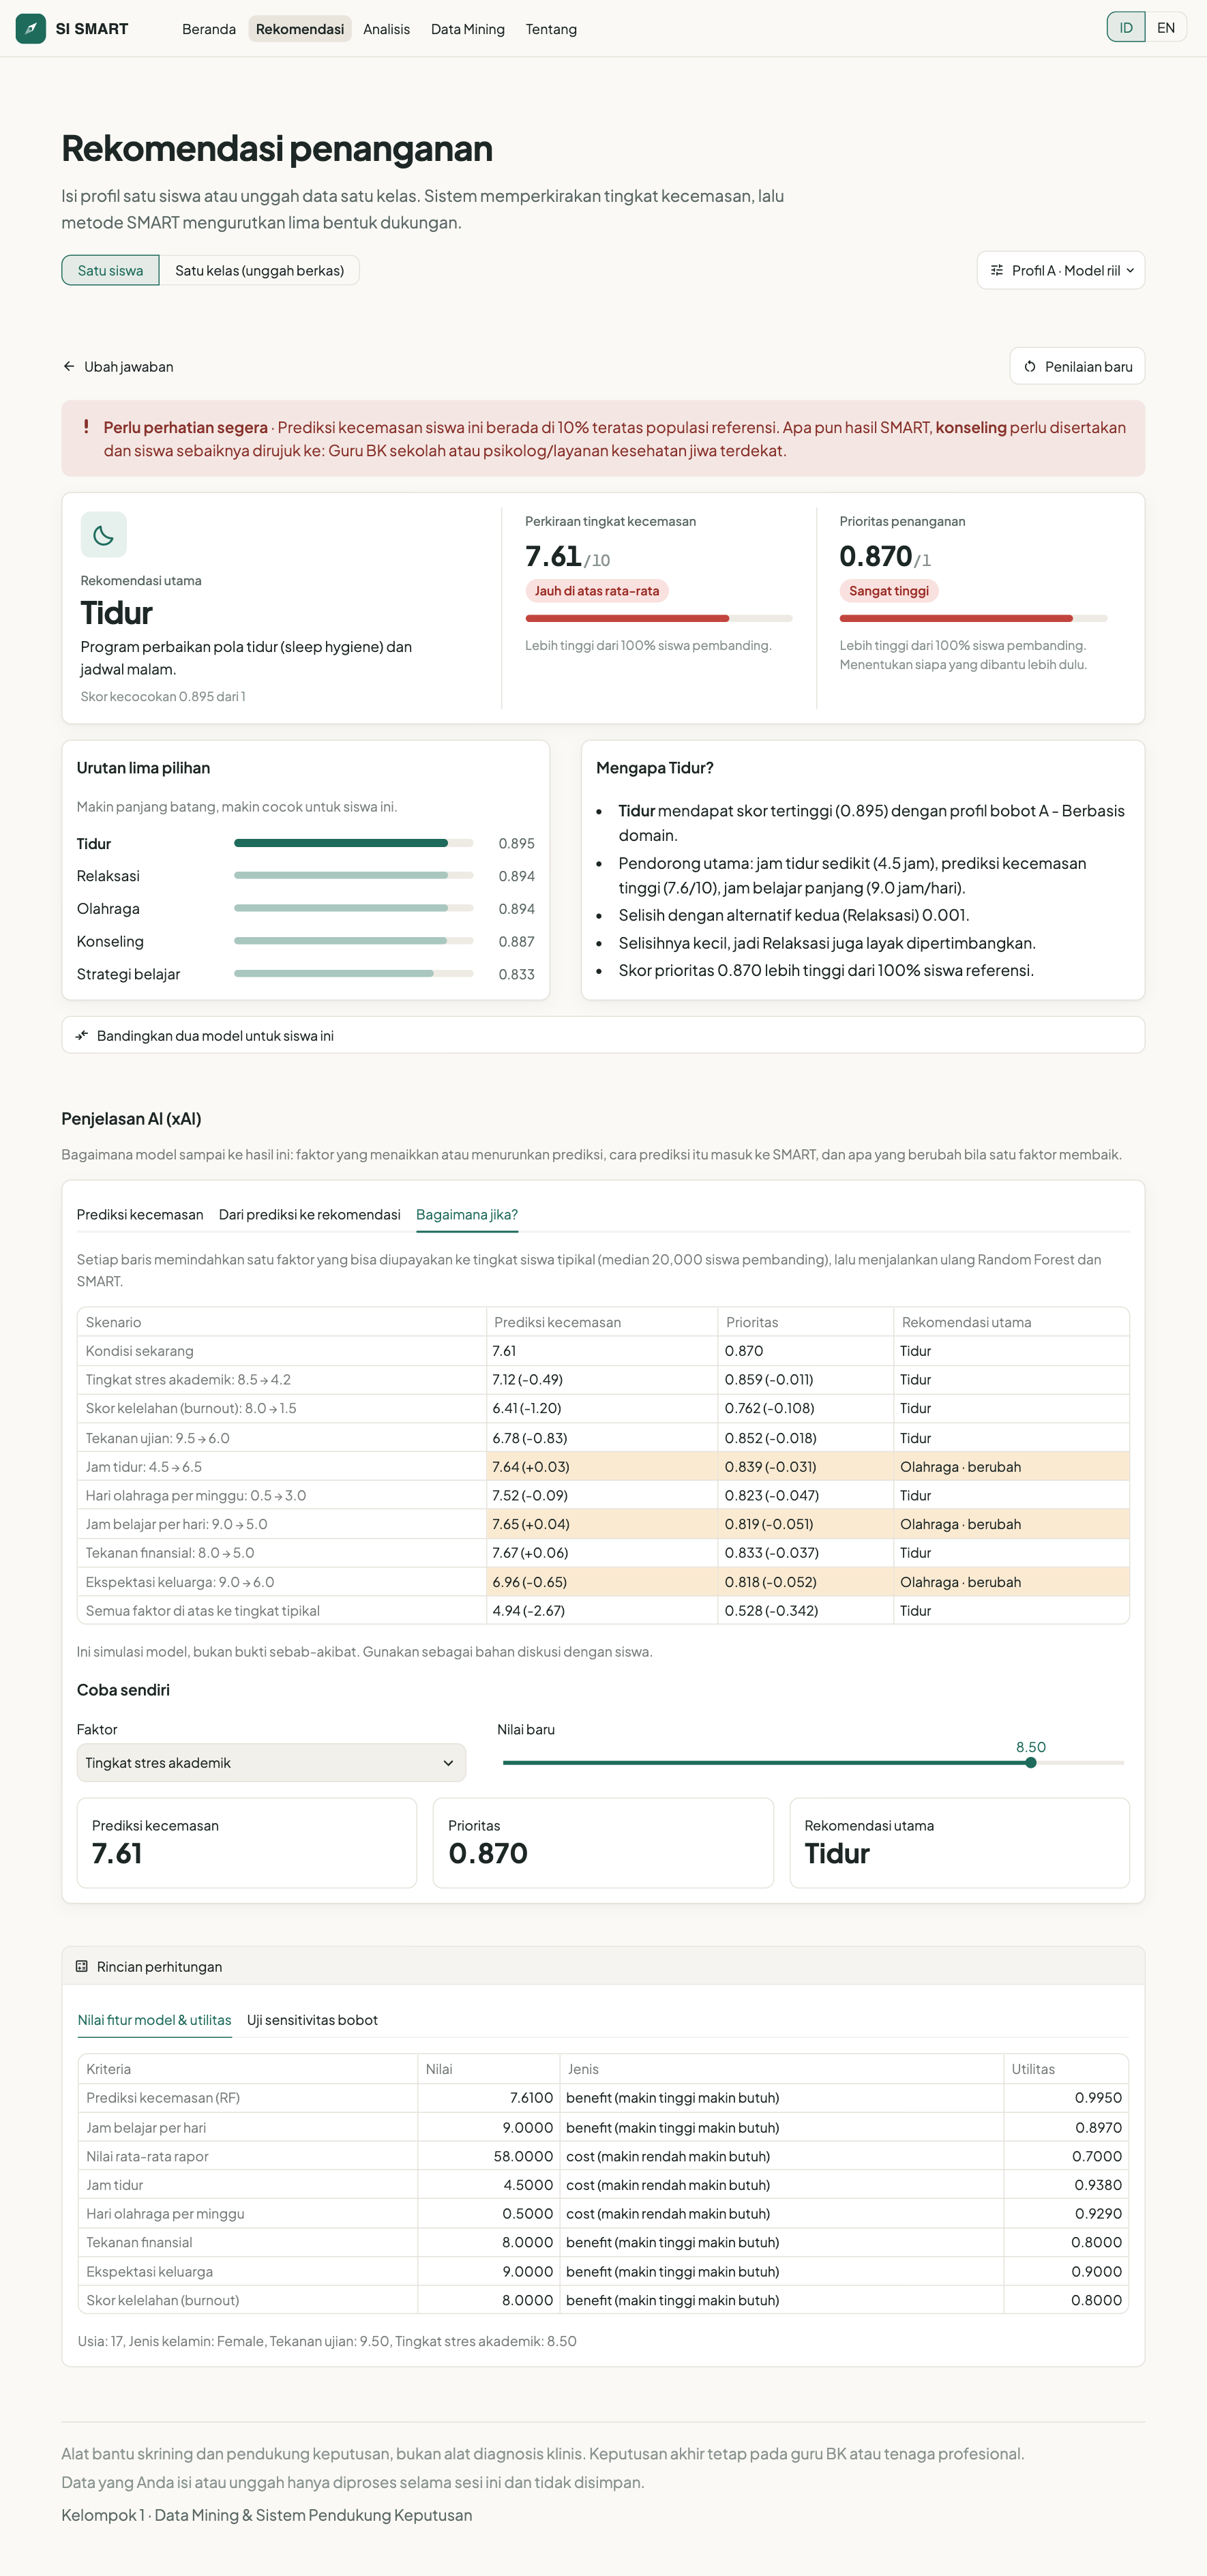 SI SMART
Beranda
Rekomendasi
Analisis
Data Mining
Tentang
ID
EN
Rekomendasi penanganan
Isi profil satu siswa atau unggah data satu kelas. Sistem memperkirakan tingkat kecemasan, lalu
metode SMART mengurutkan lima bentuk dukungan.
Satu siswa
Satu kelas (unggah berkas)
Profil A · Model riil
Ubah jawaban
Penilaian baru
Perlu perhatian segera · Prediksi kecemasan siswa ini berada di 10% teratas populasi referensi. Apa pun hasil SMART, konseling perlu disertakan
dan siswa sebaiknya dirujuk ke: Guru BK sekolah atau psikolog/layanan kesehatan jiwa terdekat.
Rekomendasi utama
Tidur
Program perbaikan pola tidur (sleep hygiene) dan
jadwal malam.
Skor kecocokan 0.895 dari 1
Perkiraan tingkat kecemasan
7.61/10
Jauh di atas rata-rata
Lebih tinggi dari 100% siswa pembanding.
Prioritas penanganan
0.870/1
Sangat tinggi
Lebih tinggi dari 100% siswa pembanding.
Menentukan siapa yang dibantu lebih dulu.
Urutan lima pilihan
Makin panjang batang, makin cocok untuk siswa ini.
Tidur 0.895
Relaksasi 0.894
Olahraga 0.894
Konseling 0.887
Strategi belajar 0.833
Mengapa Tidur?
• Tidur mendapat skor tertinggi (0.895) dengan profil bobot A - Berbasis
domain.
• Pendorong utama: jam tidur sedikit (4.5 jam), prediksi kecemasan
tinggi (7.6/10), jam belajar panjang (9.0 jam/hari).
• Selisih dengan alternatif kedua (Relaksasi) 0.001.
• Selisihnya kecil, jadi Relaksasi juga layak dipertimbangkan.
• Skor prioritas 0.870 lebih tinggi dari 100% siswa referensi.
Bandingkan dua model untuk siswa ini
Penjelasan AI (xAI)
Bagaimana model sampai ke hasil ini: faktor yang menaikkan atau menurunkan prediksi, cara prediksi itu masuk ke SMART, dan apa yang berubah bila satu faktor membaik.
Prediksi kecemasan
Dari prediksi ke rekomendasi
Bagaimana jika?
Setiap baris memindahkan satu faktor yang bisa diupayakan ke tingkat siswa tipikal (median 20,000 siswa pembanding), lalu menjalankan ulang Random Forest dan
SMART.
Skenario Prediksi kecemasan Prioritas Rekomendasi utama
Kondisi sekarang 7.61 0.870 Tidur
Tingkat stres akademik: 8.5 → 4.2 7.12 (-0.49) 0.859 (-0.011) Tidur
Skor kelelahan (burnout): 8.0 → 1.5 6.41 (-1.20) 0.762 (-0.108) Tidur
Tekanan ujian: 9.5 → 6.0 6.78 (-0.83) 0.852 (-0.018) Tidur
Jam tidur: 4.5 → 6.5 7.64 (+0.03) 0.839 (-0.031) Olahraga · berubah
Hari olahraga per minggu: 0.5 → 3.0 7.52 (-0.09) 0.823 (-0.047) Tidur
Jam belajar per hari: 9.0 → 5.0 7.65 (+0.04) 0.819 (-0.051) Olahraga · berubah
Tekanan finansial: 8.0 → 5.0 7.67 (+0.06) 0.833 (-0.037) Tidur
Ekspektasi keluarga: 9.0 → 6.0 6.96 (-0.65) 0.818 (-0.052) Olahraga · berubah
Semua faktor di atas ke tingkat tipikal 4.94 (-2.67) 0.528 (-0.342) Tidur
Ini simulasi model, bukan bukti sebab-akibat. Gunakan sebagai bahan diskusi dengan siswa.
Coba sendiri
Faktor
Tingkat stres akademik
Nilai baru
8.50
Prediksi kecemasan
7.61
Prioritas
0.870
Rekomendasi utama
Tidur
Rincian perhitungan
Nilai fitur model & utilitas
Uji sensitivitas bobot
Kriteria Nilai Jenis Utilitas
Prediksi kecemasan (RF) 7.6100 benefit (makin tinggi makin butuh) 0.9950
Jam belajar per hari 9.0000 benefit (makin tinggi makin butuh) 0.8970
Nilai rata-rata rapor 58.0000 cost (makin rendah makin butuh) 0.7000
Jam tidur 4.5000 cost (makin rendah makin butuh) 0.9380
Hari olahraga per minggu 0.5000 cost (makin rendah makin butuh) 0.9290
Tekanan finansial 8.0000 benefit (makin tinggi makin butuh) 0.8000
Ekspektasi keluarga 9.0000 benefit (makin tinggi makin butuh) 0.9000
Skor kelelahan (burnout) 8.0000 benefit (makin tinggi makin butuh) 0.8000
Usia: 17, Jenis kelamin: Female, Tekanan ujian: 9.50, Tingkat stres akademik: 8.50
Alat bantu skrining dan pendukung keputusan, bukan alat diagnosis klinis. Keputusan akhir tetap pada guru BK atau tenaga profesional.
Data yang Anda isi atau unggah hanya diproses selama sesi ini dan tidak disimpan.
Kelompok 1 · Data Mining & Sistem Pendukung Keputusan